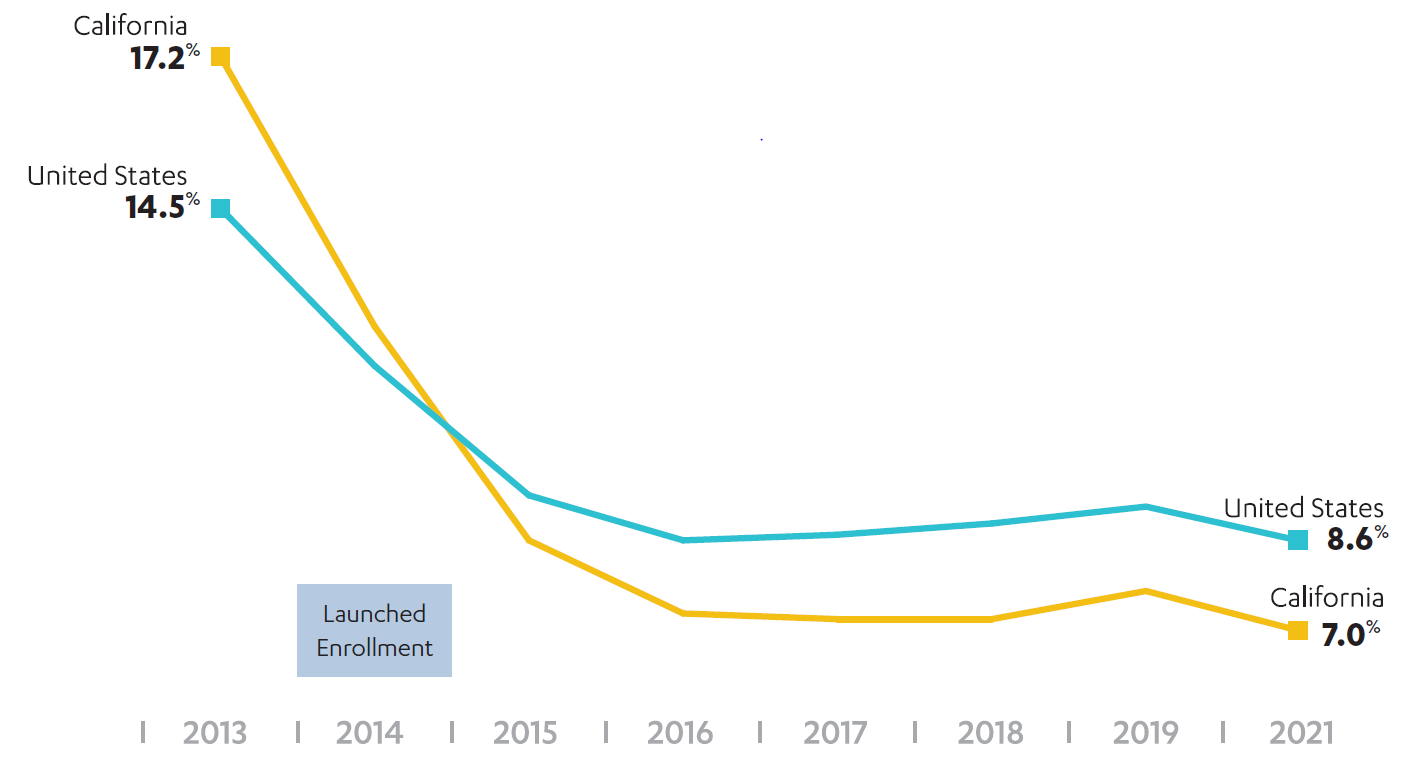 California
17.2%
United States
14.5%
United States
8.6%
California
7.0%
Launched
Enrollment
2013 2014 2015 2016 2017 2018 2019 2021